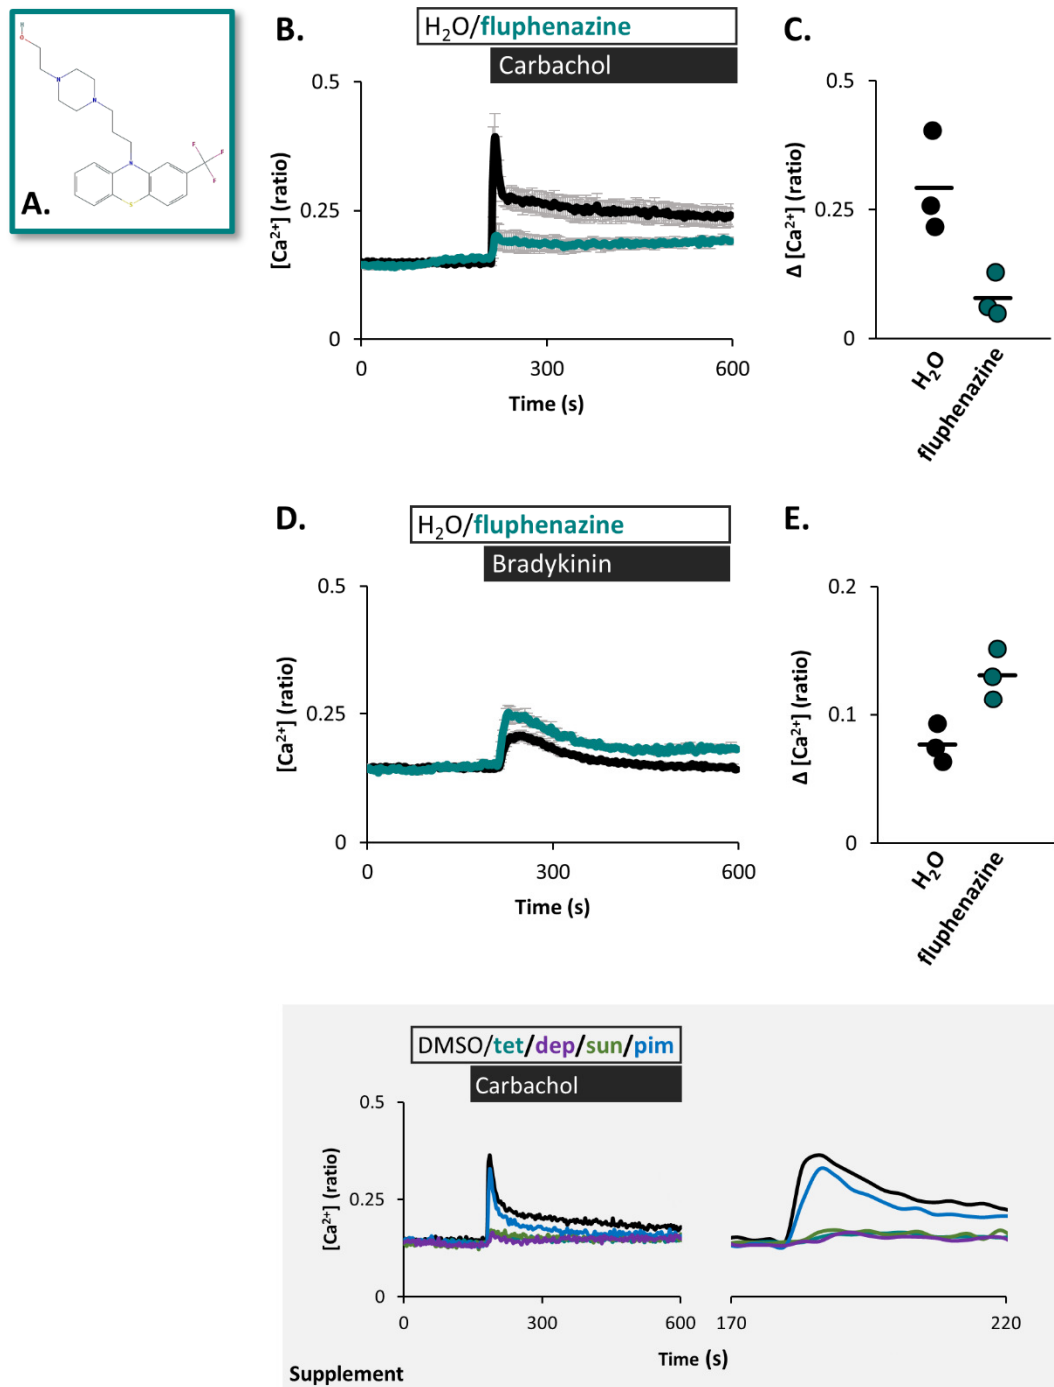 A.
H
O
N
N
N
S
F
F
F
B.
H₂O/fluphenazine
Carbachol
0.5
0.25
0
[Ca²⁺] (ratio)
0
300
600
Time (s)
C.
0.5
0.25
0
Δ [Ca²⁺] (ratio)
H₂O
fluphenazine
D.
H₂O/fluphenazine
Bradykinin
0.5
0.25
0
[Ca²⁺] (ratio)
0
300
600
Time (s)
E.
0.2
0.1
0
Δ [Ca²⁺] (ratio)
H₂O
fluphenazine
DMSO/tet/dep/sun/pim
Carbachol
0.5
0.25
0
[Ca²⁺] (ratio)
0
300
600
170
220
Time (s)
Supplement